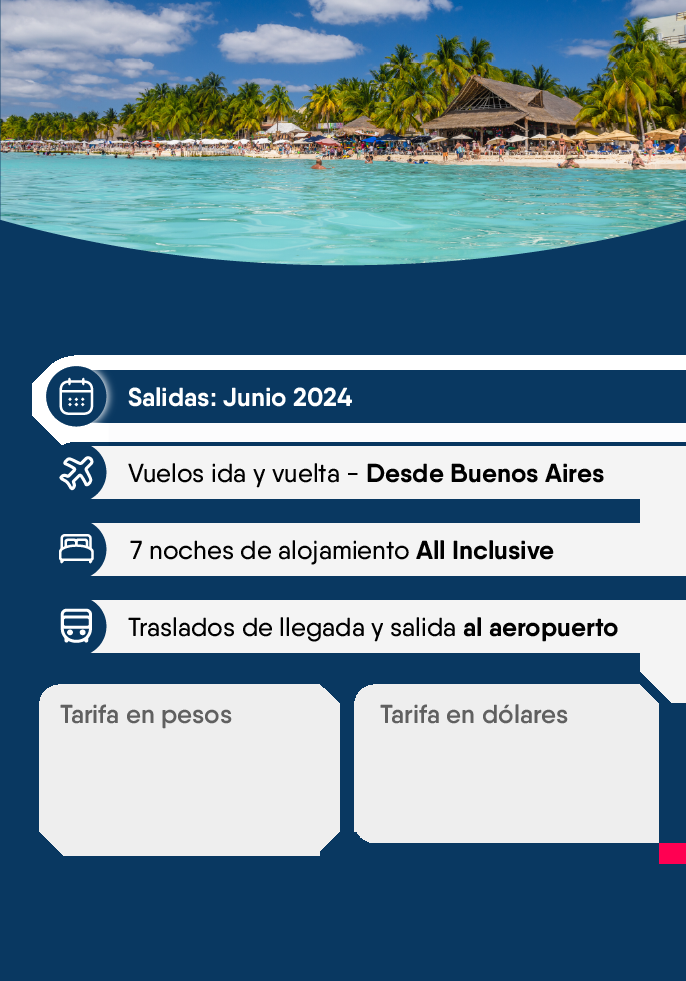 Salidas: Junio 2024
Vuelos ida y vuelta - Desde Buenos Aires
7 noches de alojamiento All Inclusive
Traslados de llegada y salida al aeropuerto
Tarifa en pesos
Tarifa en dólares